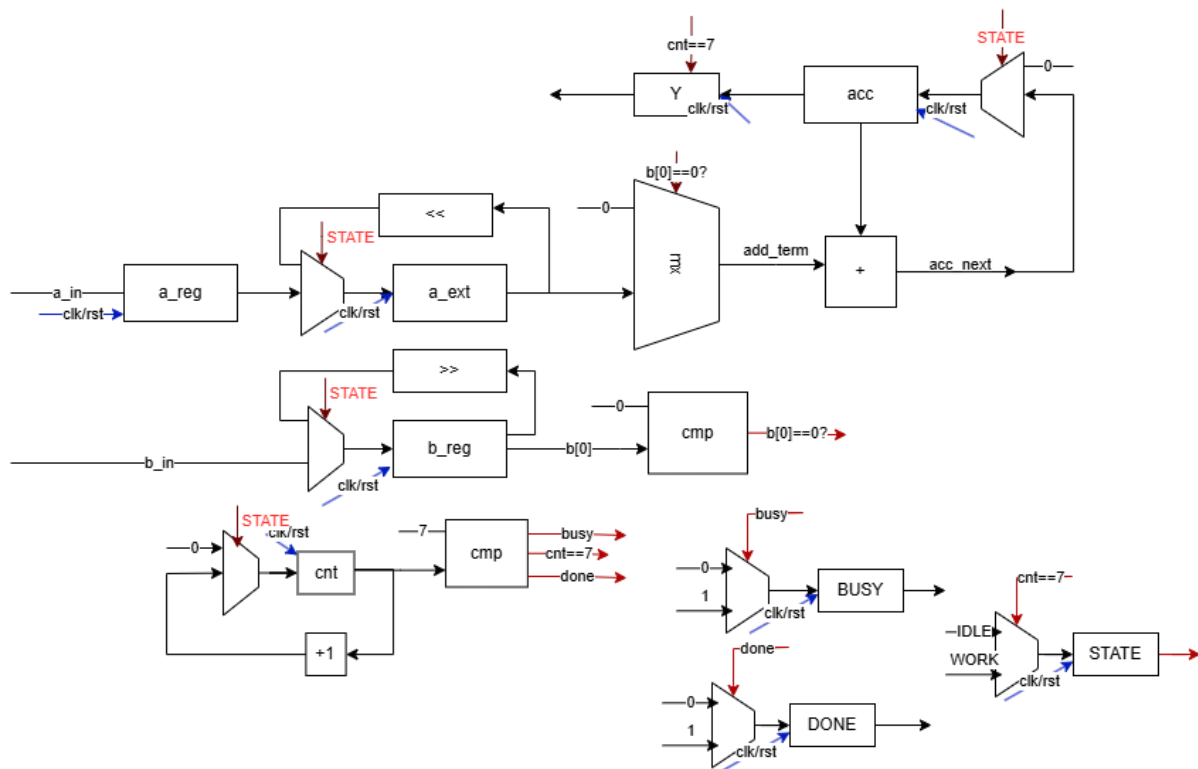 cnt==7
STATE
0
Y
clk/rst
acc
clk/rst
b[0]==0?
0
<<
STATE
mx
add_term
+
acc_next
a_in
a_reg
clk/rst
a_ext
clk/rst
>>
STATE
0
cmp
b[0]==0?
b_reg
b[0]
b_in
clk/rst
STATE
clk/rst
0
cnt
7
cmp
busy
cnt==7
done
+1
busy
0
1
BUSY
clk/rst
cnt==7
IDLE
WORK
STATE
clk/rst
done
0
1
DONE
clk/rst